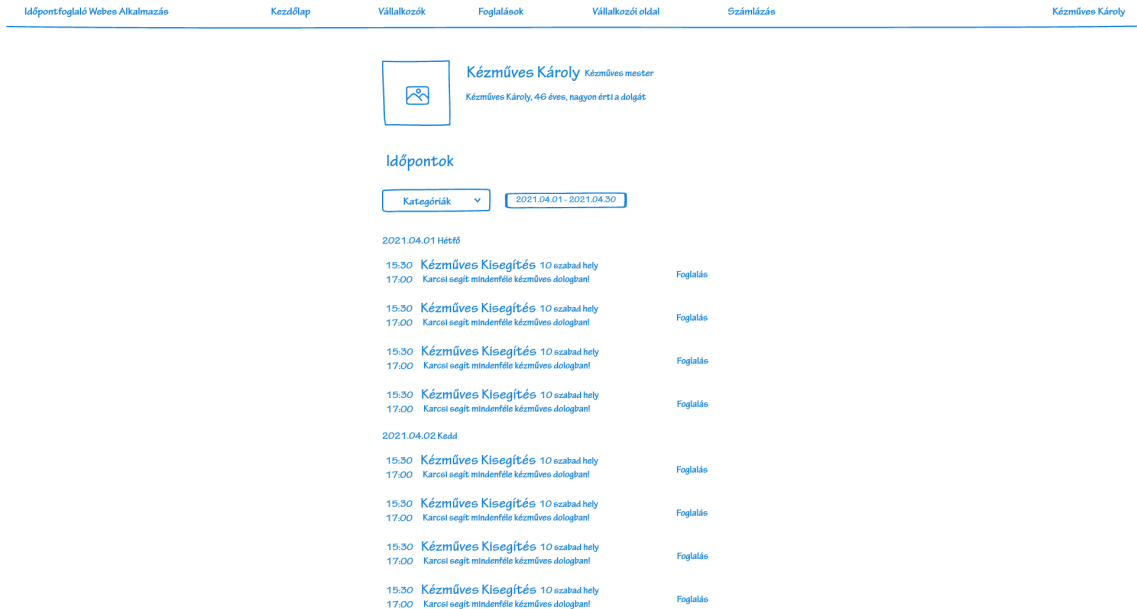 Időpontfoglaló Webes Alkalmazás Kezdőlap Vállalkozók Foglalások Vállalkozói oldal Számlázás Kézműves Károly
Kézműves Károly Kézműves mester
Kézműves Károly, 46 éves, nagyon érti a dolgát
Időpontok
Kategóriák 2021.04.01 - 2021.04.30
2021.04.01 Hétfő
15:30 Kézműves Kisegítés 10 szabad hely
Foglalás
17:00 Karcsi segít mindenféle kézműves dologban!
15:30 Kézműves Kisegítés 10 szabad hely
Foglalás
17:00 Karcsi segít mindenféle kézműves dologban!
15:30 Kézműves Kisegítés 10 szabad hely
Foglalás
17:00 Karcsi segít mindenféle kézműves dologban!
15:30 Kézműves Kisegítés 10 szabad hely
Foglalás
17:00 Karcsi segít mindenféle kézműves dologban!
2021.04.02 Kedd
15:30 Kézműves Kisegítés 10 szabad hely
Foglalás
17:00 Karcsi segít mindenféle kézműves dologban!
15:30 Kézműves Kisegítés 10 szabad hely
Foglalás
17:00 Karcsi segít mindenféle kézműves dologban!
15:30 Kézműves Kisegítés 10 szabad hely
Foglalás
17:00 Karcsi segít mindenféle kézműves dologban!
15:30 Kézműves Kisegítés 10 szabad hely
Foglalás
17:00 Karcsi segít mindenféle kézműves dologban!